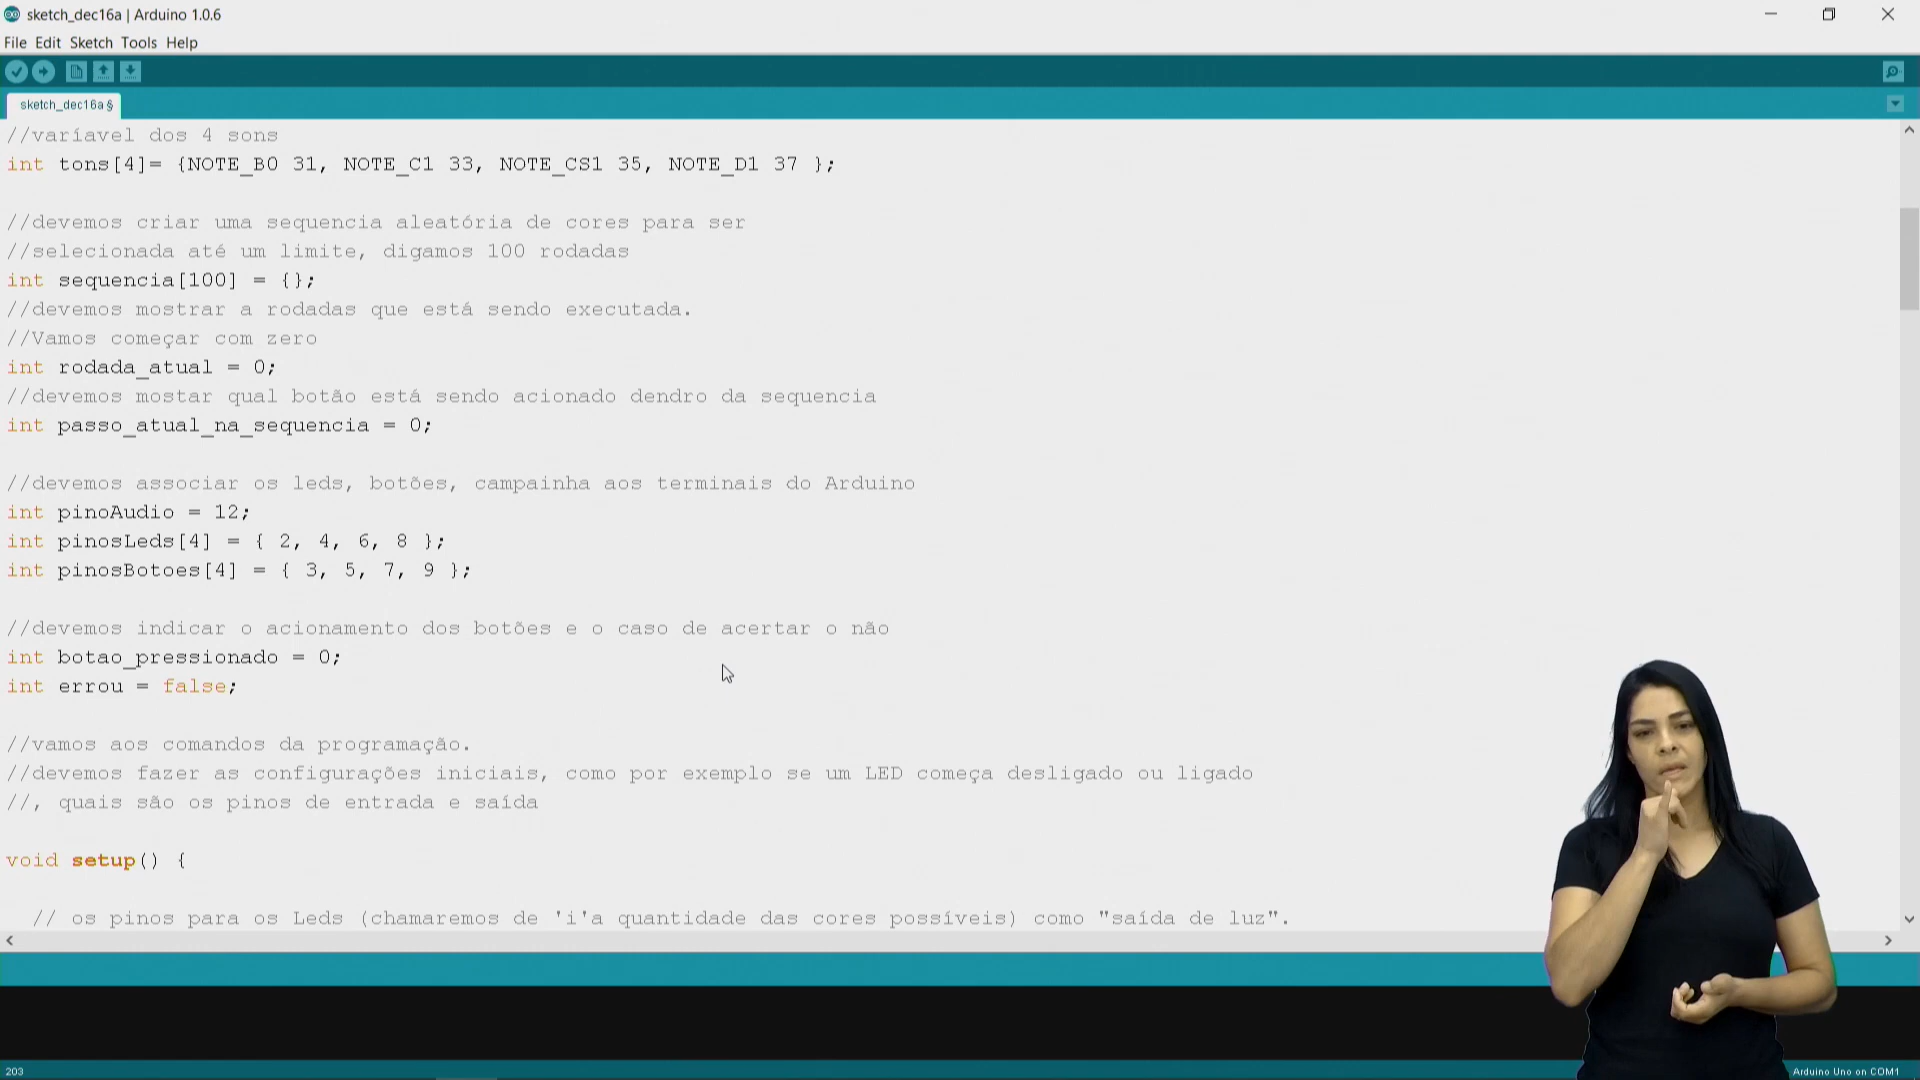 sketch_dec16a | Arduino 1.0.6
File Edit Sketch Tools Help
sketch_dec16a §
//varíavel dos 4 sons
int tons[4]= {NOTE_B0 31, NOTE_C1 33, NOTE_CS1 35, NOTE_D1 37 };
//devemos criar uma sequencia aleatória de cores para ser
//selecionada até um limite, digamos 100 rodadas
int sequencia[100] = {};
//devemos mostrar a rodadas que está sendo executada.
//Vamos começar com zero
int rodada_atual = 0;
//devemos mostar qual botão está sendo acionado dendro da sequencia
int passo_atual_na_sequencia = 0;
//devemos associar os leds, botões, campainha aos terminais do Arduino
int pinoAudio = 12;
int pinosLeds[4] = { 2, 4, 6, 8 };
int pinosBotoes[4] = { 3, 5, 7, 9 };
//devemos indicar o acionamento dos botões e o caso de acertar o não
int botao_pressionado = 0;
int errou = false;
//vamos aos comandos da programação.
//devemos fazer as configurações iniciais, como por exemplo se um LED começa desligado ou ligado
//, quais são os pinos de entrada e saída
void setup() {
// os pinos para os Leds (chamaremos de 'i'a quantidade das cores possíveis) como "saída de luz".
203
Arduino Uno on COM1